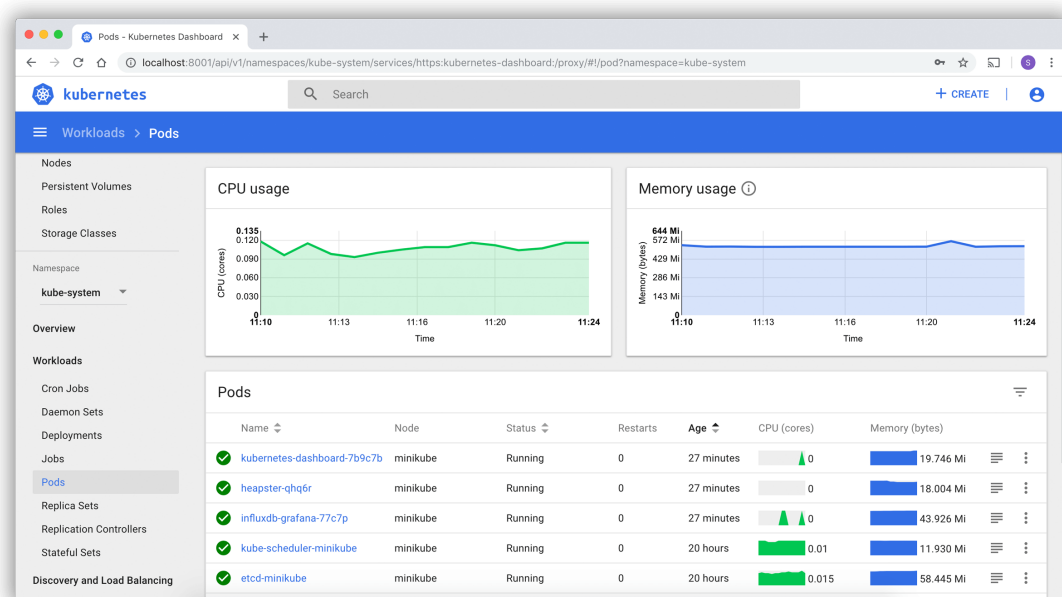 Pods - Kubernetes Dashboard
localhost:8001/api/v1/namespaces/kube-system/services/https:kubernetes-dashboard:/proxy/#!/pod?namespace=kube-system
S
kubernetes
Search
+ CREATE
Workloads > Pods
Nodes
Persistent Volumes
Roles
Storage Classes
Namespace
kube-system
Overview
Workloads
Cron Jobs
Daemon Sets
Deployments
Jobs
Pods
Replica Sets
Replication Controllers
Stateful Sets
Discovery and Load Balancing
CPU usage
CPU (cores)
0.135
0.120
0.090
0.060
0.030
0
11:10 11:13 11:16 11:20 11:24
Time
Memory usage
Memory (bytes)
644 Mi
572 Mi
429 Mi
286 Mi
143 Mi
0
11:10 11:13 11:16 11:20 11:24
Time
Pods
Name Node Status Restarts Age CPU (cores) Memory (bytes)
kubernetes-dashboard-7b9c7b minikube Running 0 27 minutes 0 19.746 Mi
heapster-qhq6r minikube Running 0 27 minutes 0 18.004 Mi
influxdb-grafana-77c7p minikube Running 0 27 minutes 0 43.926 Mi
kube-scheduler-minikube minikube Running 0 20 hours 0.01 11.930 Mi
etcd-minikube minikube Running 0 20 hours 0.015 58.445 Mi